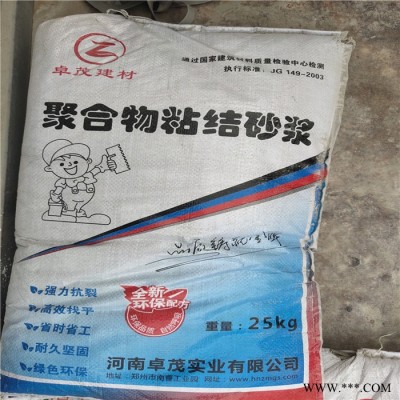 卓茂建材
通过国家建筑材料质量检验中心检测
执行标准：JG 149-2003
聚合物粘结砂浆
全新
环保配方
强力抗裂
高效找平
省时省工
耐久坚固
绿色环保
重量：25kg
河南卓茂实业有限公司
www.***.com